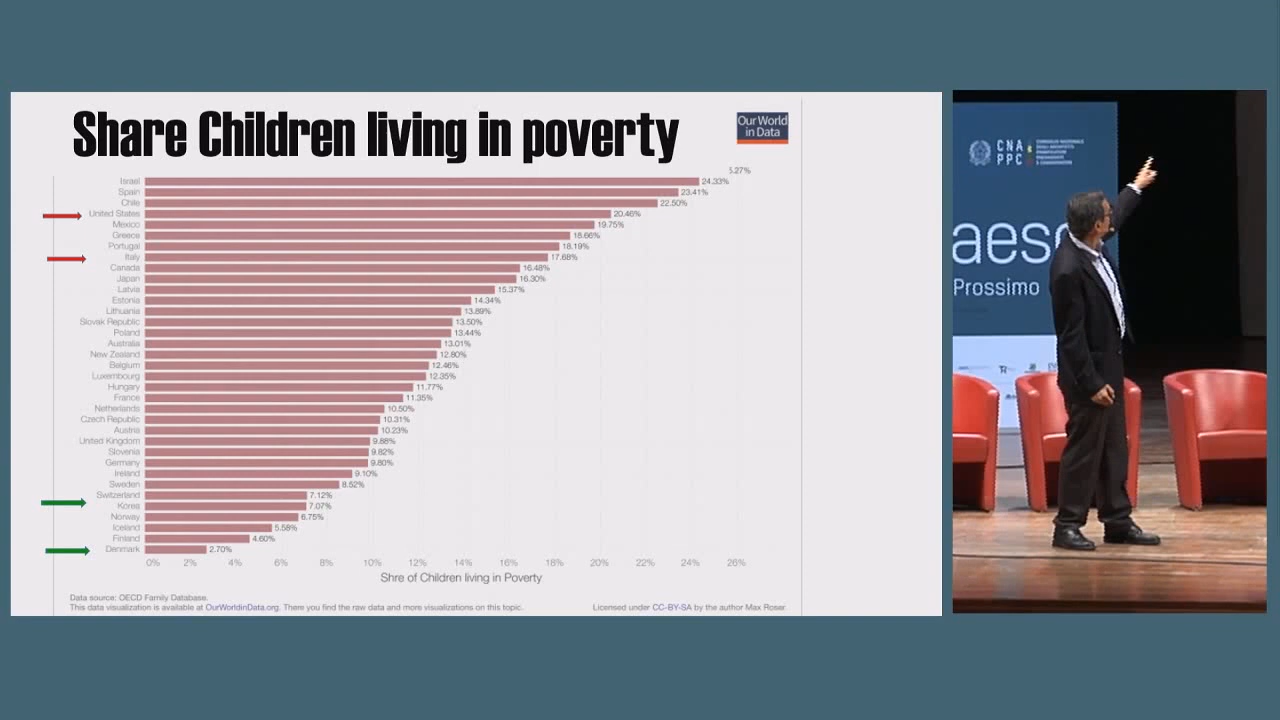 Share Children living in poverty
Our World
in Data
5.27%
Israel 24.33%
Spain 23.41%
Chile 22.50%
United States 20.46%
Mexico 19.75%
Greece 18.66%
Portugal 18.19%
Italy 17.68%
Canada 16.48%
Japan 16.30%
Latvia 15.37%
Estonia 14.34%
Lithuania 13.89%
Slovak Republic 13.50%
Poland 13.44%
Australia 13.01%
New Zealand 12.80%
Belgium 12.46%
Luxembourg 12.35%
Hungary 11.77%
France 11.35%
Netherlands 10.50%
Czech Republic 10.31%
Austria 10.23%
United Kingdom 9.88%
Slovenia 9.82%
Germany 9.80%
Ireland 9.10%
Sweden 8.52%
Switzerland 7.12%
Korea 7.07%
Norway 6.75%
Iceland 5.58%
Finland 4.60%
Denmark 2.70%
0% 2% 4% 6% 8% 10% 12% 14% 16% 18% 20% 22% 24% 26%
Shre of Children living in Poverty
Data source: OECD Family Database.
This data visualization is available at OurWorldinData.org. There you find the raw data and more visualizations on this topic.
Licensed under CC-BY-SA by the author Max Roser.
CNA
PPC
aes
Prossimo